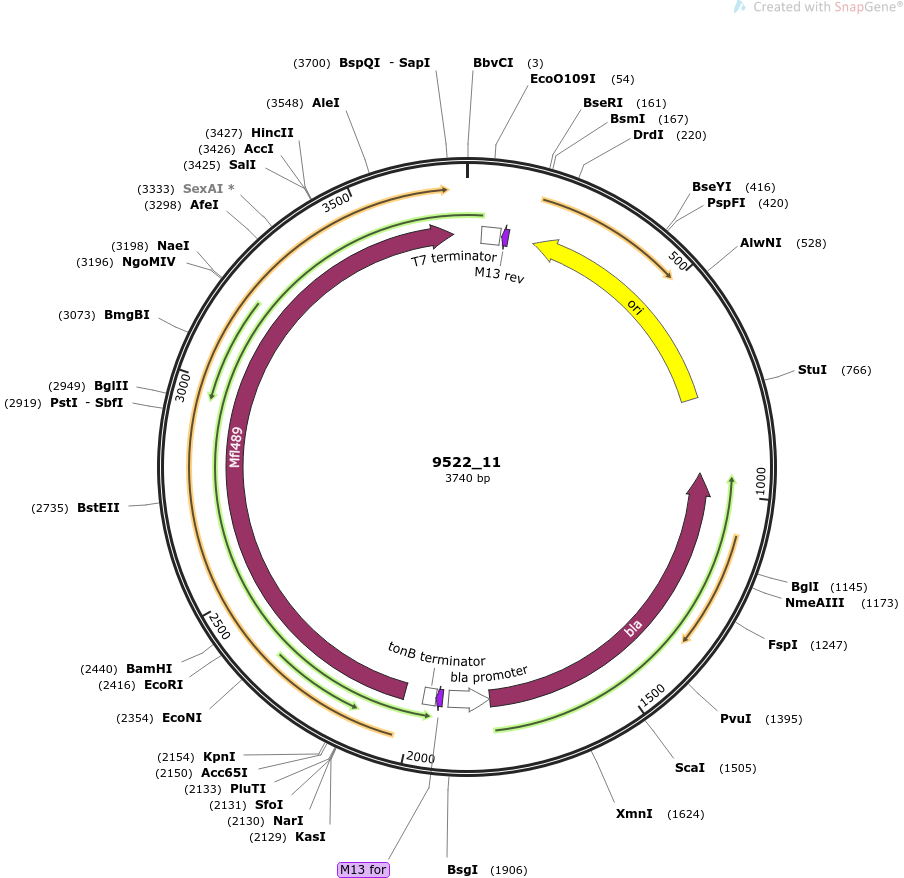 Created with SnapGene®
(3700) BspQI - SapI
BbvCI (3)
EcoO109I (54)
(3548) AleI
BseRI (161)
BsmI (167)
DrdI (220)
(3427) HincII
(3426) AccI
(3425) SalI
(3333) SexAI *
(3298) AfeI
BseYI (416)
PspFI (420)
AlwNI (528)
(3198) NaeI
(3196) NgoMIV
(3073) BmgBI
(2949) BglII
(2919) PstI - SbfI
(2735) BstEII
StuI (766)
BglI (1145)
NmeAIII (1173)
FspI (1247)
PvuI (1395)
ScaI (1505)
XmnI (1624)
BsgI (1906)
(2440) BamHI
(2416) EcoRI
(2354) EcoNI
(2154) KpnI
(2150) Acc65I
(2133) PluTI
(2131) SfoI
(2130) NarI
(2129) KasI
M13 for
500
1000
1500
2000
2500
3000
3500
T7 terminator
M13 rev
ori
Mfl489
9522_11
3740 bp
tonB terminator
bla promoter
bla